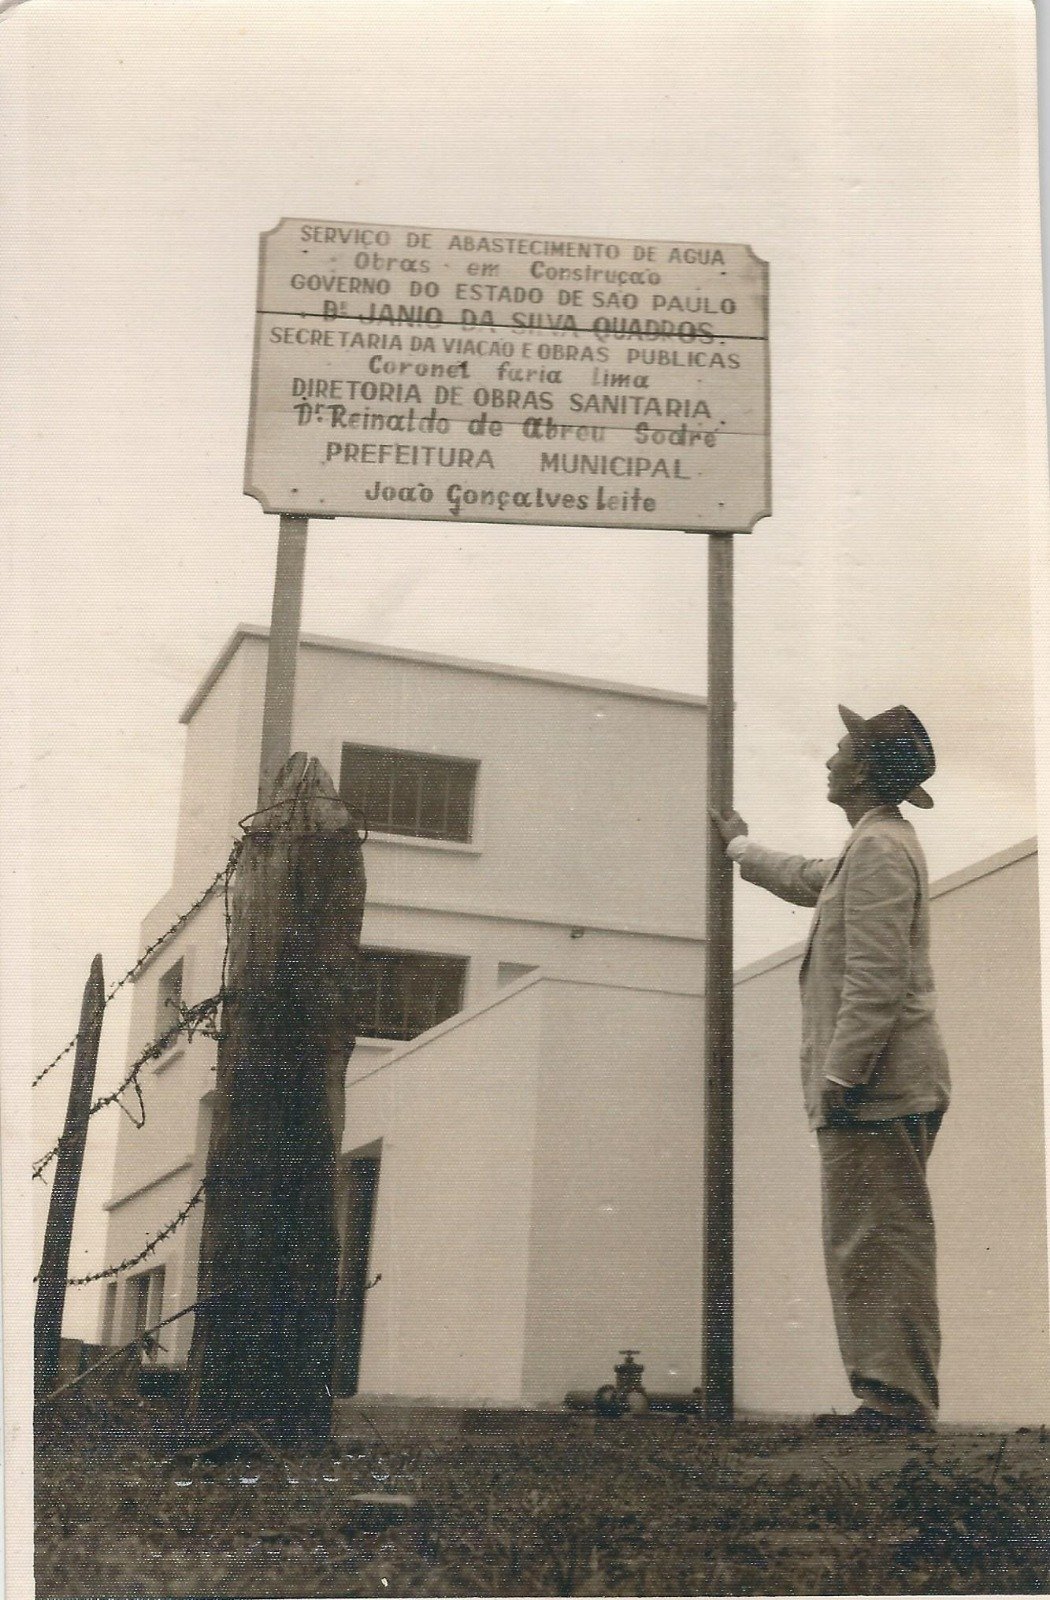 SERVIÇO DE ABASTECIMENTO DE AGUA
Obras em Construção
GOVERNO DO ESTADO DE SAO PAULO
Dr JANIO DA SILVA QUADROS
SECRETARIA DA VIAÇAO E OBRAS PUBLICAS
Coronel faria Lima
DIRETORIA DE OBRAS SANITARIA
Dr Reinaldo de Abreu Sodré
PREFEITURA MUNICIPAL
João Gonçalves Leite